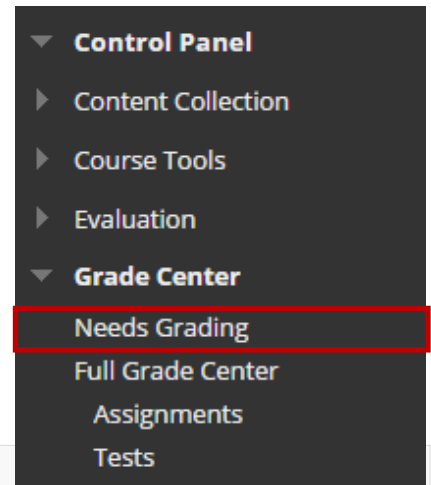 Control Panel
Content Collection
Course Tools
Evaluation
Grade Center
Needs Grading
Full Grade Center
Assignments
Tests